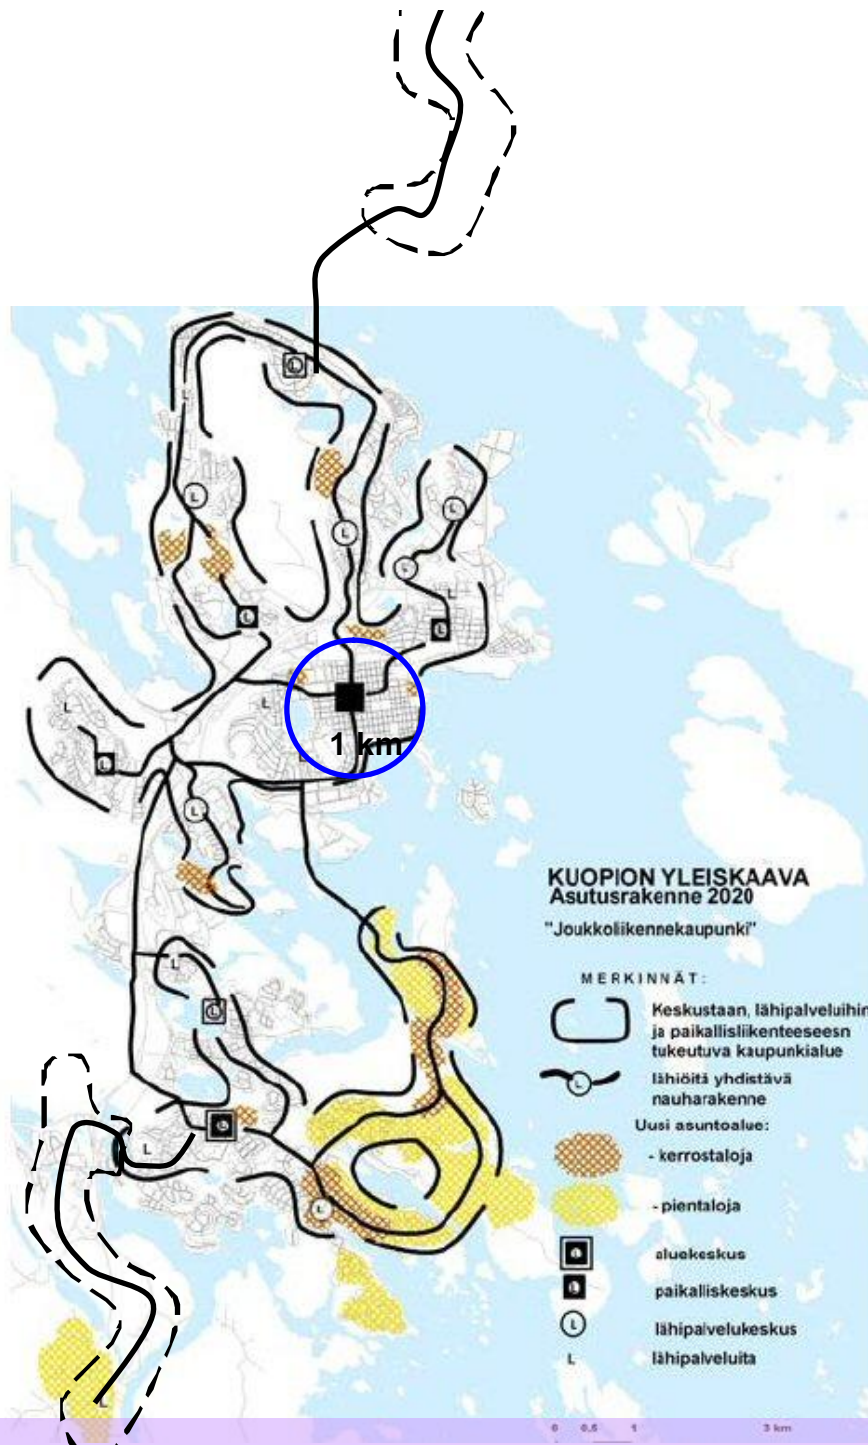 L
L
L
L
L
L
L
L
L
L
L
1 km
L
L
L
KUOPION YLEISKAAVA
Asutusrakenne 2020
"Joukkoliikennekaupunki"
MERKINNÄT:
L
Keskustaan, lähipalveluihin
ja paikallisliikenteeseesn
tukeutuva kaupunkialue
L
lähiöitä yhdistävä
nauharakenne
L
L
Uusi asuntoalue:
- kerrostaloja
L
- pientaloja
L aluekeskus
L paikalliskeskus
L lähipalvelukeskus
L lähipalveluita
L
0 0,5 1 3 km